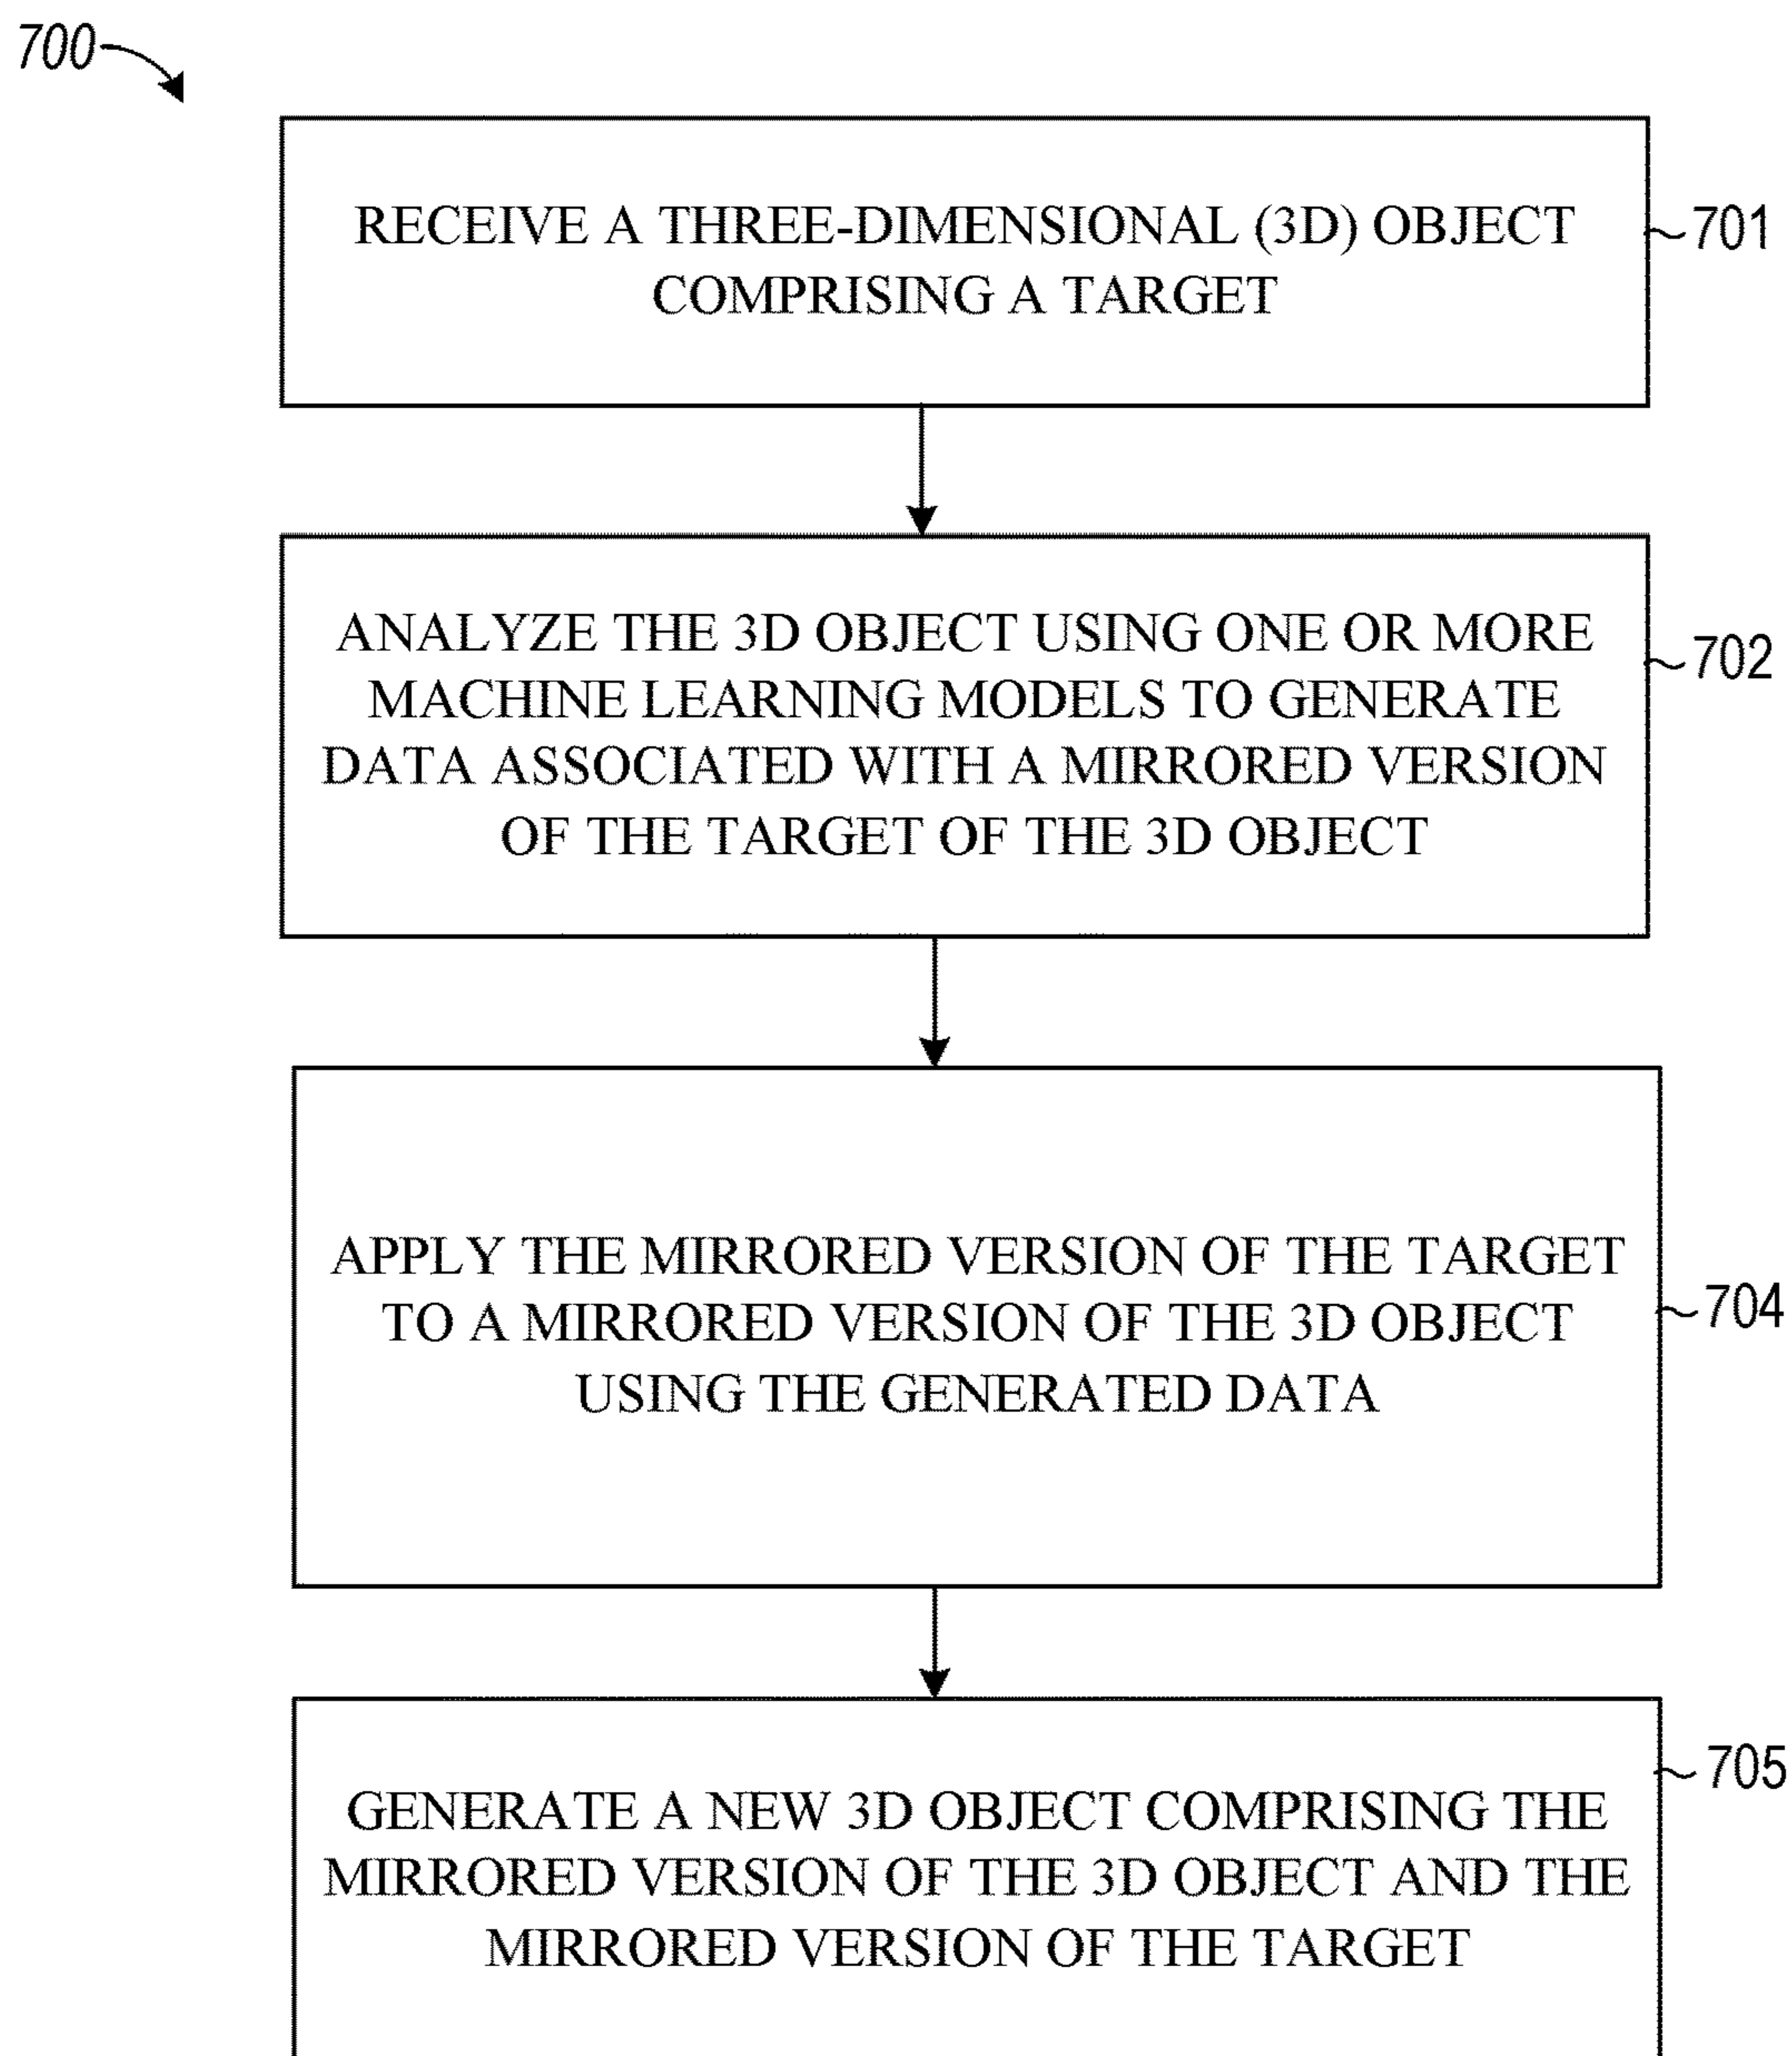 700
RECEIVE A THREE-DIMENSIONAL (3D) OBJECT
COMPRISING A TARGET
701
ANALYZE THE 3D OBJECT USING ONE OR MORE
MACHINE LEARNING MODELS TO GENERATE
DATA ASSOCIATED WITH A MIRRORED VERSION
OF THE TARGET OF THE 3D OBJECT
702
APPLY THE MIRRORED VERSION OF THE TARGET
TO A MIRRORED VERSION OF THE 3D OBJECT
USING THE GENERATED DATA
704
GENERATE A NEW 3D OBJECT COMPRISING THE
MIRRORED VERSION OF THE 3D OBJECT AND THE
MIRRORED VERSION OF THE TARGET
705